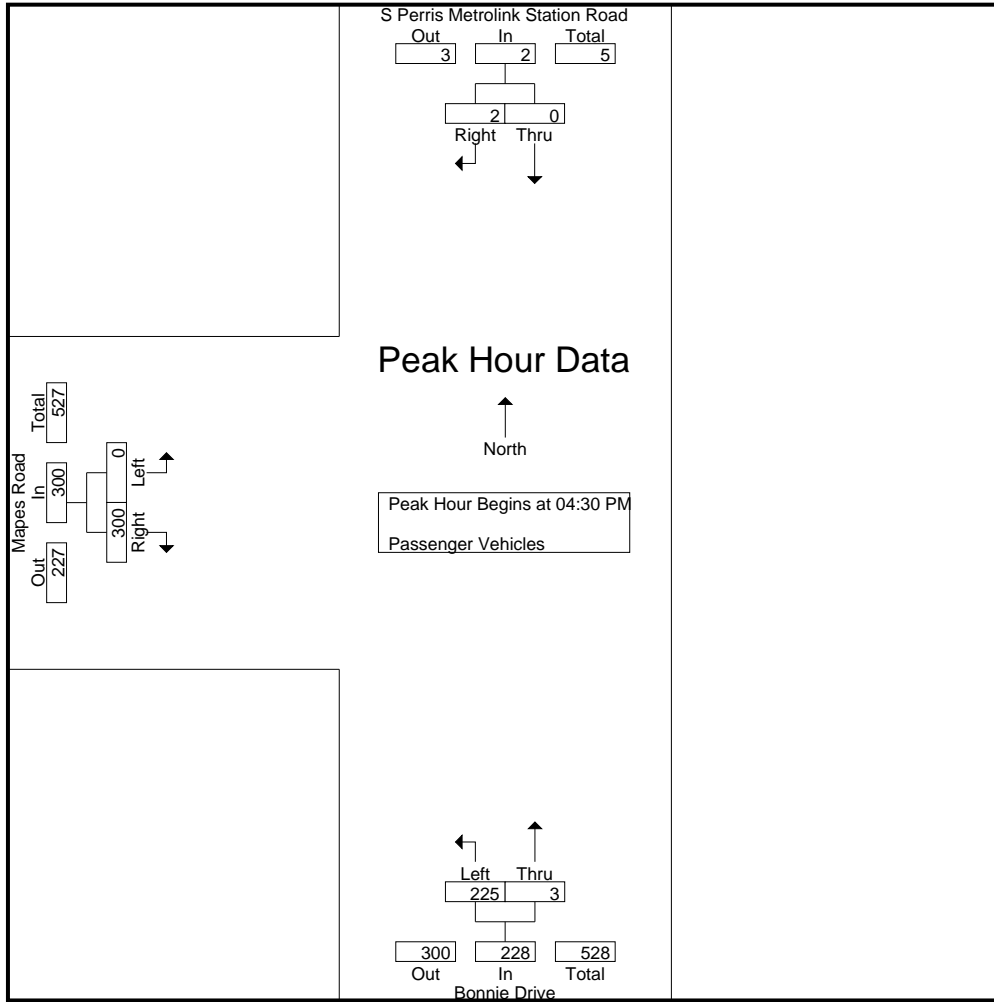 S Perris Metrolink Station Road
Out In Total
3 2 5
2 0
Right Thru
Peak Hour Data
North
Peak Hour Begins at 04:30 PM
Passenger Vehicles
Mapes Road
Out In Total
227 300 527
300 0
Right Left
Left Thru
225 3
300 228 528
Out In Total
Bonnie Drive